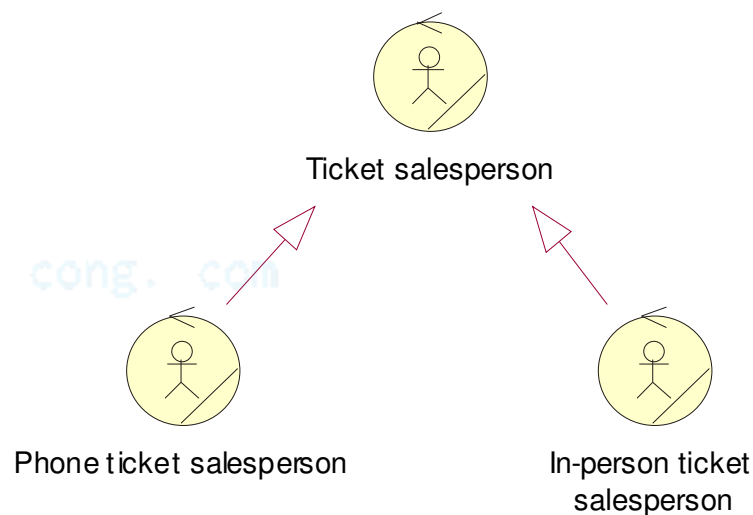 Ticket salesperson
cong. com
Phone ticket salesperson
In-person ticket
salesperson